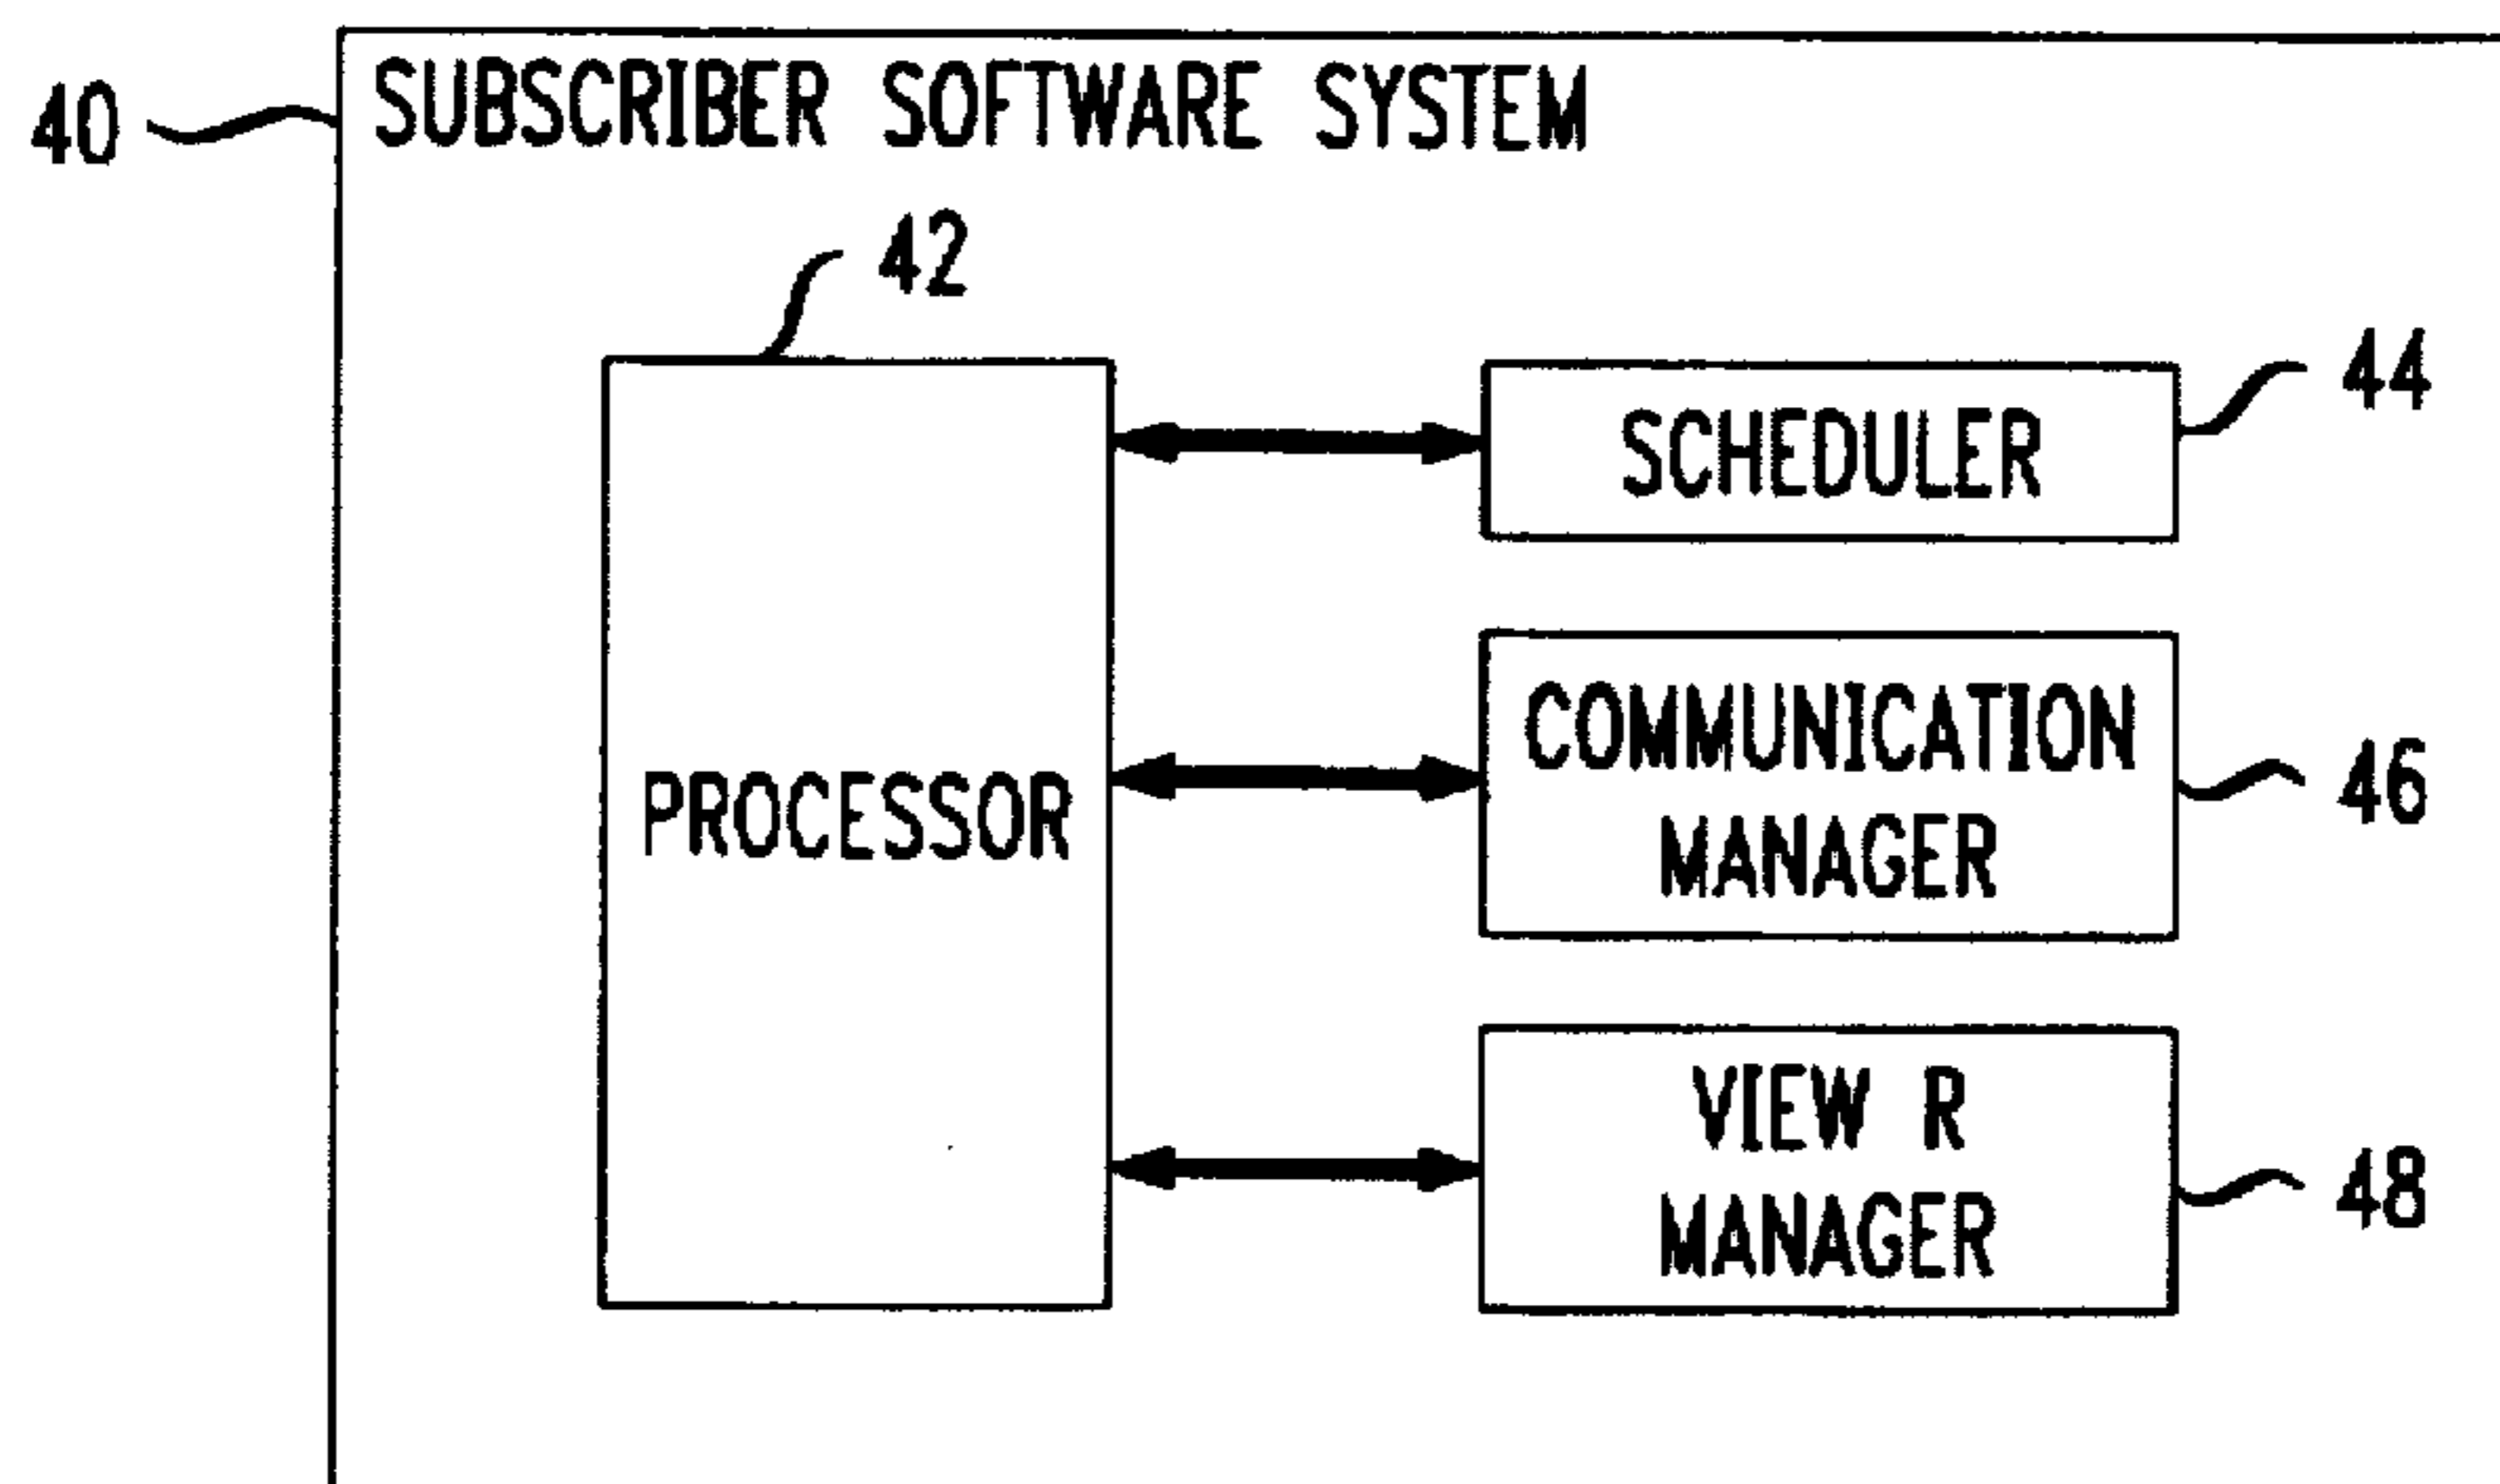 SUBSCRIBER SOFTWARE SYSTEM
40
42
44
SCHEDULER
COMMUNICATION
46
PROCESSOR
MANAGER
VIEW R
48
MANAGER